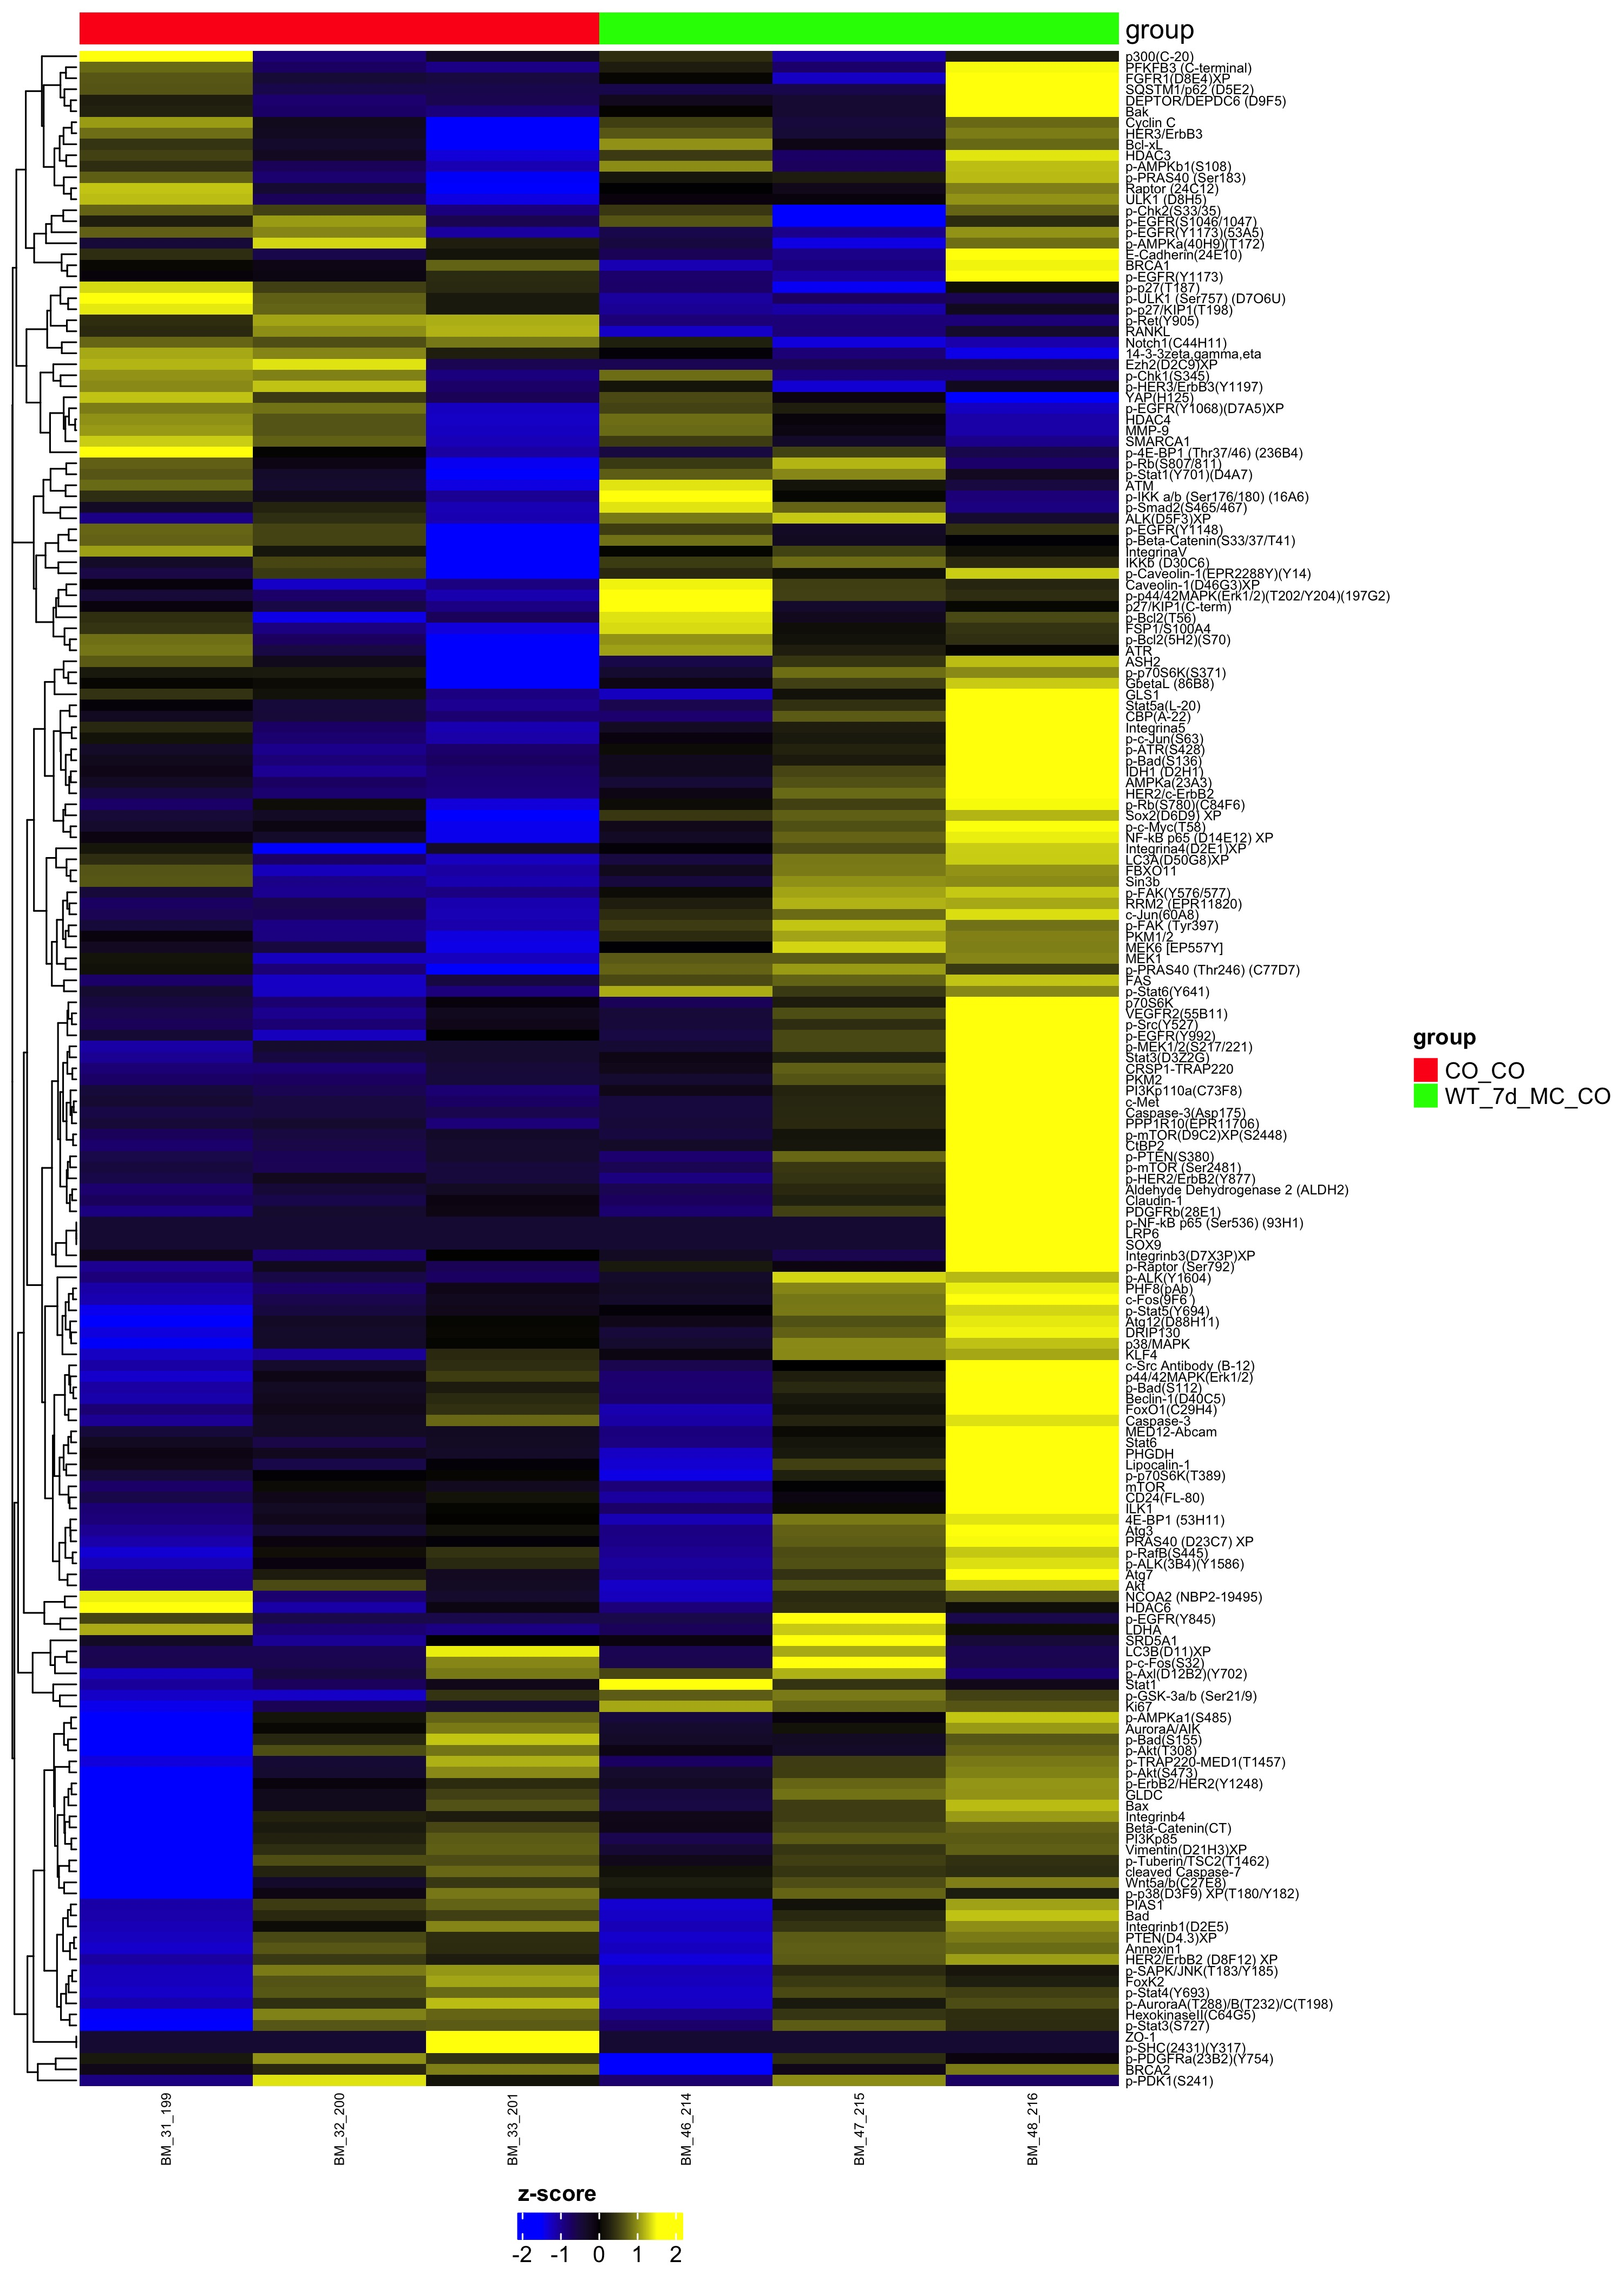 group
p300(C-20)
PFKFB3 (C-terminal)
FGFR1(D8E4)XP
SQSTM1/p62 (D5E2)
DEPTOR/DEPDC6 (D9F5)
Bak
Cyclin C
HER3/ErbB3
Bcl-xL
HDAC3
p-AMPKb1(S108)
p-PRAS40 (Ser183)
Raptor (24C12)
ULK1 (D8H5)
p-Chk2(S33/35)
p-EGFR(S1046/1047)
p-EGFR(Y1173)(53A5)
p-AMPKa(40H9)(T172)
E-Cadherin(24E10)
BRCA1
p-EGFR(Y1173)
p-p27(T187)
p-ULK1 (Ser757) (D7O6U)
p-p27/KIP1(T198)
p-Ret(Y905)
RANKL
Notch1(C44H11)
14-3-3zeta,gamma,eta
Ezh2(D2C9)XP
p-Chk1(S345)
p-HER3/ErbB3(Y1197)
YAP(H125)
p-EGFR(Y1068)(D7A5)XP
HDAC4
MMP-9
SMARCA1
p-4E-BP1 (Thr37/46) (236B4)
p-Rb(S807/811)
p-Stat1(Y701)(D4A7)
ATM
p-IKK a/b (Ser176/180) (16A6)
p-Smad2(S465/467)
ALK(D5F3)XP
p-EGFR(Y1148)
p-Beta-Catenin(S33/37/T41)
IntegrinaV
IKKb (D30C6)
p-Caveolin-1(EPR2288Y)(Y14)
Caveolin-1(D46G3)XP
p-p44/42MAPK(Erk1/2)(T202/Y204)(197G2)
p27/KIP1(C-term)
p-Bcl2(T56)
FSP1/S100A4
p-Bcl2(5H2)(S70)
ATR
ASH2
p-p70S6K(S371)
GbetaL (86B8)
GLS1
Stat5a(L-20)
CBP(A-22)
Integrina5
p-c-Jun(S63)
p-ATR(S428)
p-Bad(S136)
IDH1 (D2H1)
AMPKa(23A3)
HER2/c-ErbB2
p-Rb(S780)(C84F6)
Sox2(D6D9) XP
p-c-Myc(T58)
NF-kB p65 (D14E12) XP
Integrina4(D2E1)XP
LC3A(D50G8)XP
FBXO11
Sin3b
p-FAK(Y576/577)
RRM2 (EPR11820)
c-Jun(60A8)
p-FAK (Tyr397)
PKM1/2
MEK6 [EP557Y]
MEK1
p-PRAS40 (Thr246) (C77D7)
FAS
p-Stat6(Y641)
p70S6K
VEGFR2(55B11)
p-Src(Y527)
p-EGFR(Y992)
p-MEK1/2(S217/221)
Stat3(D3Z2G)
CRSP1-TRAP220
PKM2
PI3Kp110a(C73F8)
c-Met
Caspase-3(Asp175)
PPP1R10(EPR11706)
p-mTOR(D9C2)XP(S2448)
CtBP2
p-PTEN(S380)
p-mTOR (Ser2481)
p-HER2/ErbB2(Y877)
Aldehyde Dehydrogenase 2 (ALDH2)
Claudin-1
PDGFRb(28E1)
p-NF-kB p65 (Ser536) (93H1)
LRP6
SOX9
Integrinb3(D7X3P)XP
p-Raptor (Ser792)
p-ALK(Y1604)
PHF8(pAb)
c-Fos(9F6 )
p-Stat5(Y694)
Atg12(D88H11)
DRIP130
p38/MAPK
KLF4
c-Src Antibody (B-12)
p44/42MAPK(Erk1/2)
p-Bad(S112)
Beclin-1(D40C5)
FoxO1(C29H4)
Caspase-3
MED12-Abcam
Stat6
PHGDH
Lipocalin-1
p-p70S6K(T389)
mTOR
CD24(FL-80)
ILK1
4E-BP1 (53H11)
Atg3
PRAS40 (D23C7) XP
p-RafB(S445)
p-ALK(3B4)(Y1586)
Atg7
Akt
NCOA2 (NBP2-19495)
HDAC6
p-EGFR(Y845)
LDHA
SRD5A1
LC3B(D11)XP
p-c-Fos(S32)
p-Axl(D12B2)(Y702)
Stat1
p-GSK-3a/b (Ser21/9)
Ki67
p-AMPKa1(S485)
AuroraA/AIK
p-Bad(S155)
p-Akt(T308)
p-TRAP220-MED1(T1457)
p-Akt(S473)
p-ErbB2/HER2(Y1248)
GLDC
Bax
Integrinb4
Beta-Catenin(CT)
PI3Kp85
Vimentin(D21H3)XP
p-Tuberin/TSC2(T1462)
cleaved Caspase-7
Wnt5a/b(C27E8)
p-p38(D3F9) XP(T180/Y182)
PIAS1
Bad
Integrinb1(D2E5)
PTEN(D4.3)XP
Annexin1
HER2/ErbB2 (D8F12) XP
p-SAPK/JNK(T183/Y185)
FoxK2
p-Stat4(Y693)
p-AuroraA(T288)/B(T232)/C(T198)
HexokinaseII(C64G5)
p-Stat3(S727)
ZO-1
p-SHC(2431)(Y317)
p-PDGFRa(23B2)(Y754)
BRCA2
p-PDK1(S241)
group
CO_CO
WT_7d_MC_CO
BM_31_199
BM_32_200
BM_33_201
BM_46_214
BM_47_215
BM_48_216
z-score
-2 -1 0 1 2